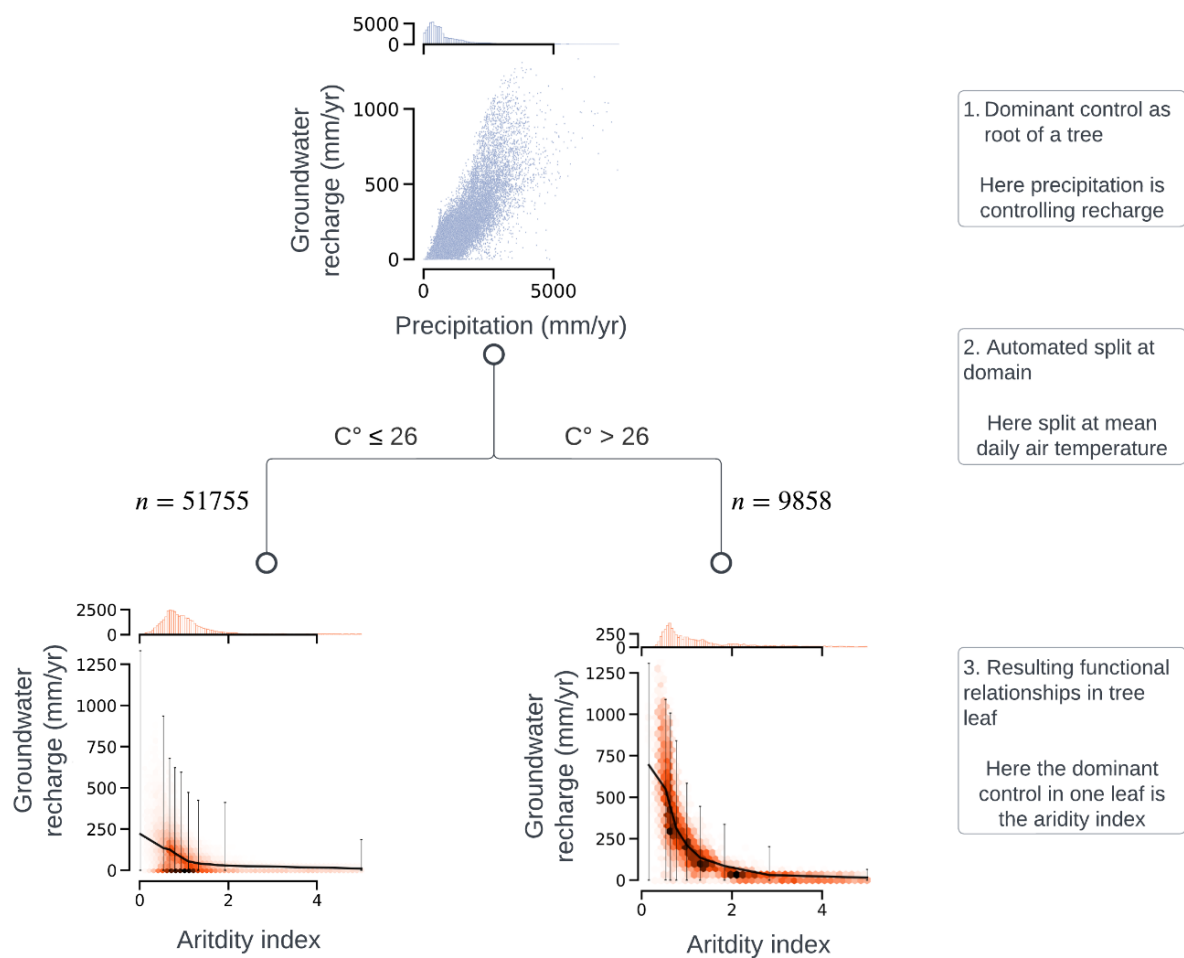 5000
0
Groundwater
recharge (mm/yr)
1000
500
0
0
5000
Precipitation (mm/yr)
1. Dominant control as
root of a tree
Here precipitation is
controlling recharge
2. Automated split at
domain
Here split at mean
daily air temperature
C° ≤ 26
C° > 26
n = 51755
n = 9858
2500
0
Groundwater
recharge (mm/yr)
1250
1000
750
500
250
0
0
2
4
Aritdity index
250
0
Groundwater
recharge (mm/yr)
1250
1000
750
500
250
0
0
2
4
Aritdity index
3. Resulting functional
relationships in tree
leaf
Here the dominant
control in one leaf is
the aridity index